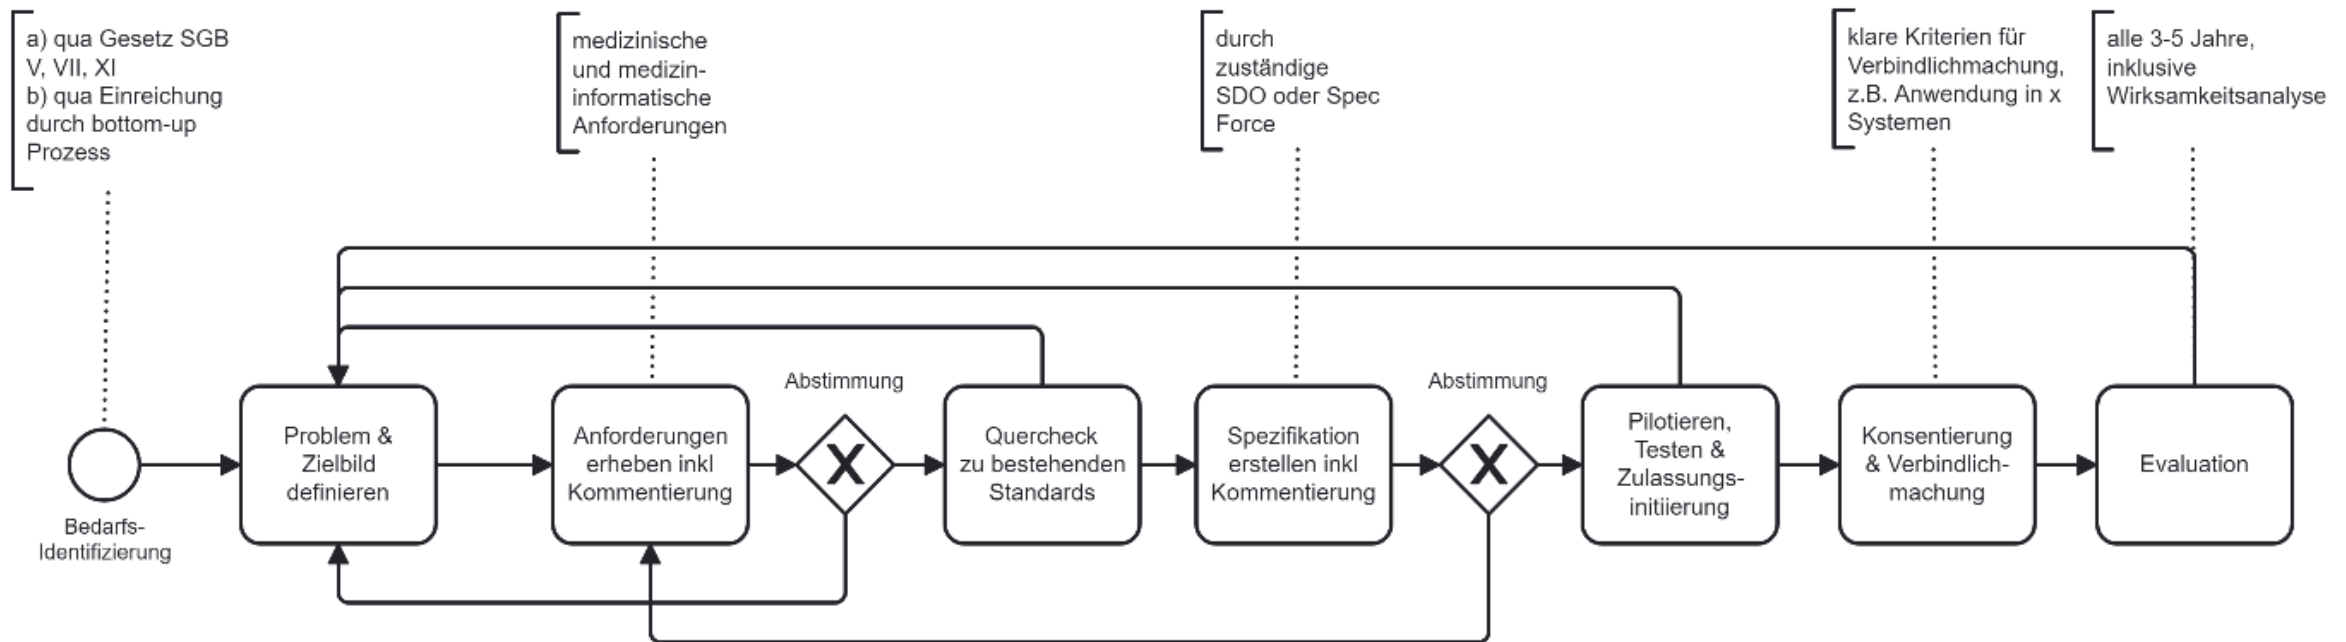 a) qua Gesetz SGB
V, VII, XI
b) qua Einreichung
durch bottom-up
Prozess
medizinische
und medizin-
informatische
Anforderungen
durch
zuständige
SDO oder Spec
Force
klare Kriterien für
Verbindlichmachung,
z.B. Anwendung in x
Systemen
alle 3-5 Jahre,
inklusive
Wirksamkeitsanalyse
Bedarfs-
Identifizierung
Problem &
Zielbild
definieren
Anforderungen
erheben inkl
Kommentierung
Abstimmung
X
Quercheck
zu bestehenden
Standards
Spezifikation
erstellen inkl
Kommentierung
Abstimmung
X
Pilotieren,
Testen &
Zulassungs-
initiierung
Konsentierung
& Verbindlich-
machung
Evaluation